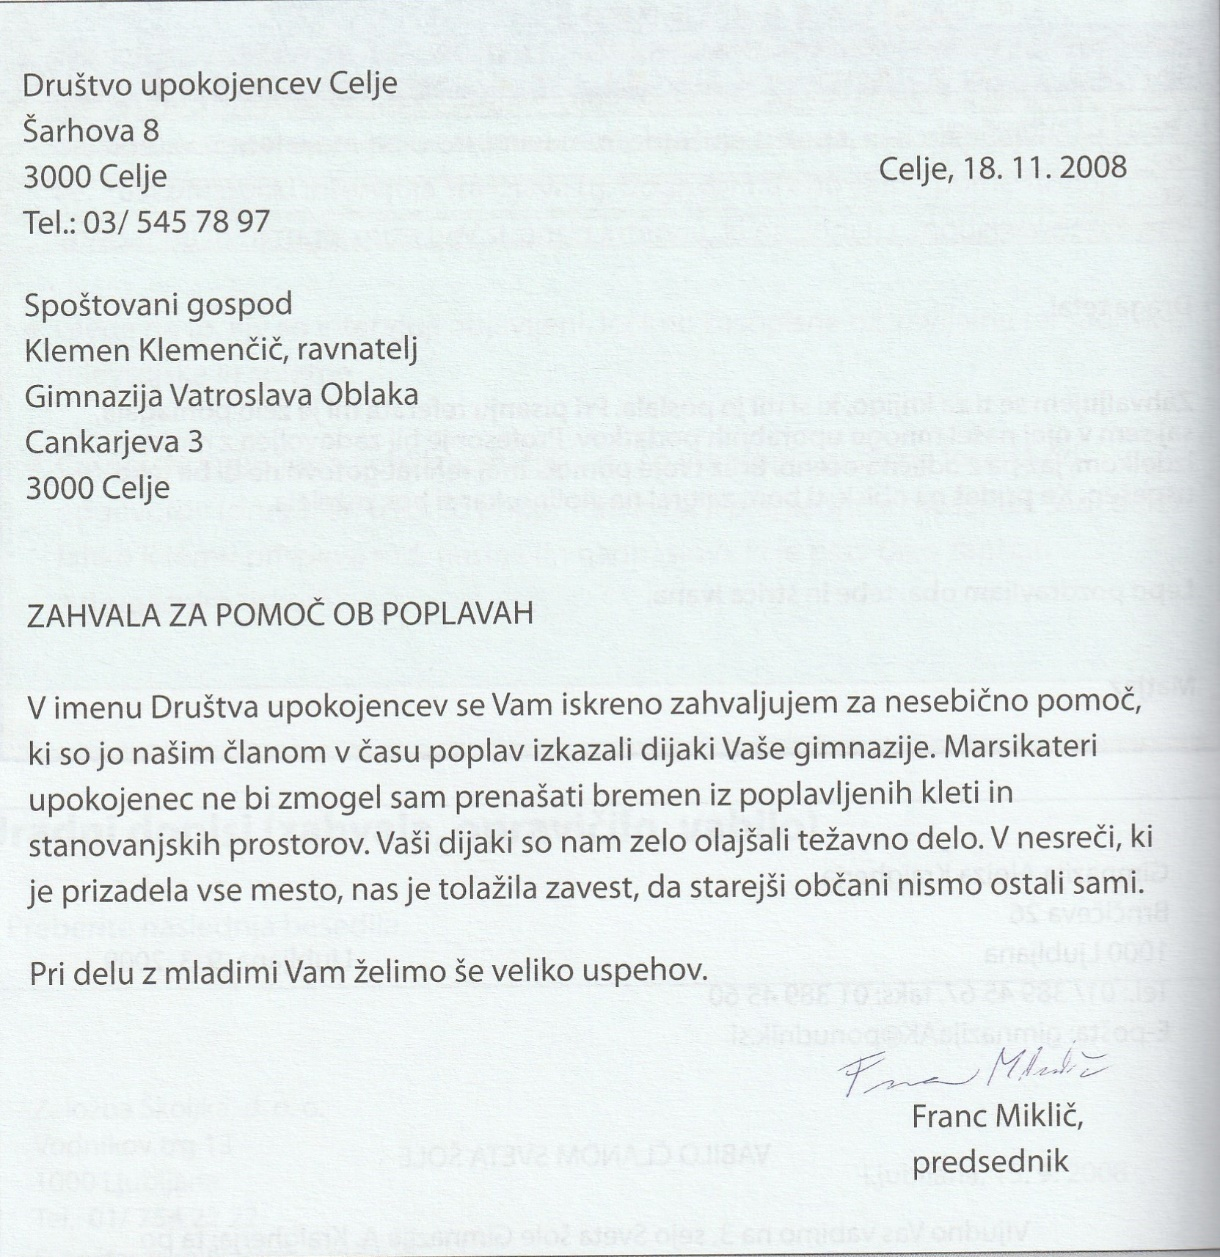 Društvo upokojencev Celje
Šarhova 8
3000 Celje
Celje, 18. 11. 2008
Tel.: 03/ 545 78 97
Spoštovani gospod
Klemen Klemenčič, ravnatelj
Gimnazija Vatroslava Oblaka
Cankarjeva 3
3000 Celje
ZAHVALA ZA POMOČ OB POPLAVAH
V imenu Društva upokojencev se Vam iskreno zahvaljujem za nesebično pomoč,
ki so jo našim članom v času poplav izkazali dijaki Vaše gimnazije. Marsikateri
upokojenec ne bi zmogel sam prenašati bremen iz poplavljenih kleti in
stanovanjskih prostorov. Vaši dijaki so nam zelo olajšali težavno delo. V nesreči, ki
je prizadela vse mesto, nas je tolažila zavest, da starejši občani nismo ostali sami.
Pri delu z mladimi Vam želimo še veliko uspehov.
Franc Miklič
Franc Miklič,
predsednik